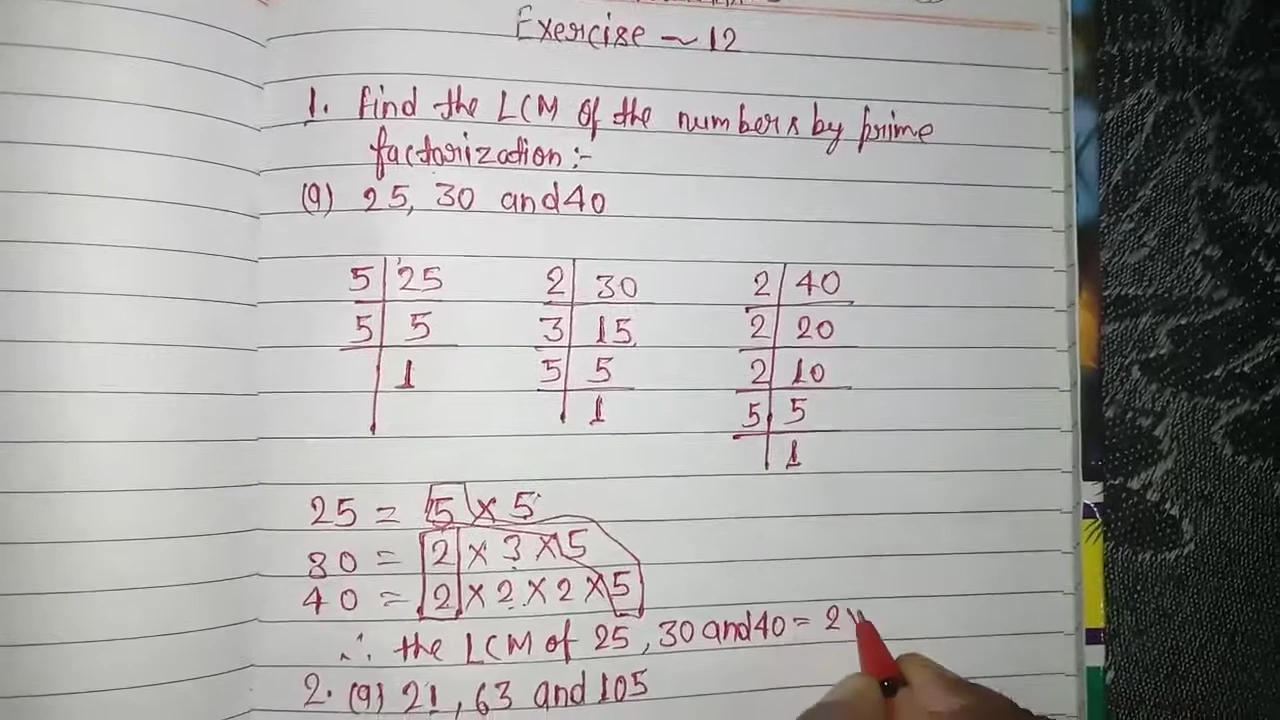 Exercise ~ 12
1. Find the LCM of the numbers by prime
factorization :-
(a) 25, 30 and 40
5 | 25
5 | 5
1
2 | 30
3 | 15
5 | 5
1
2 | 40
2 | 20
2 | 10
5 | 5
1
25 = 5 × 5
30 = 2 × 3 × 5
40 = 2 × 2 × 2 × 5
∴ the LCM of 25, 30 and 40 = 2 ×
2. (a) 21, 63 and 105